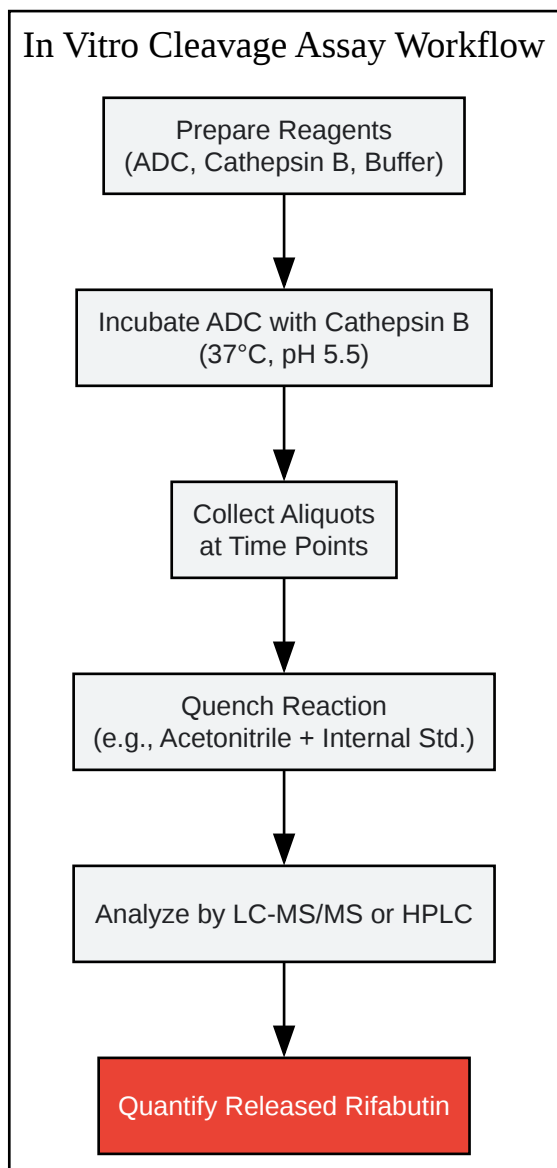 In Vitro Cleavage Assay Workflow
Prepare Reagents
(ADC, Cathepsin B, Buffer)
Incubate ADC with Cathepsin B
(37°C, pH 5.5)
Collect Aliquots
at Time Points
Quench Reaction
(e.g., Acetonitrile + Internal Std.)
Analyze by LC-MS/MS or HPLC
Quantify Released Rifabutin